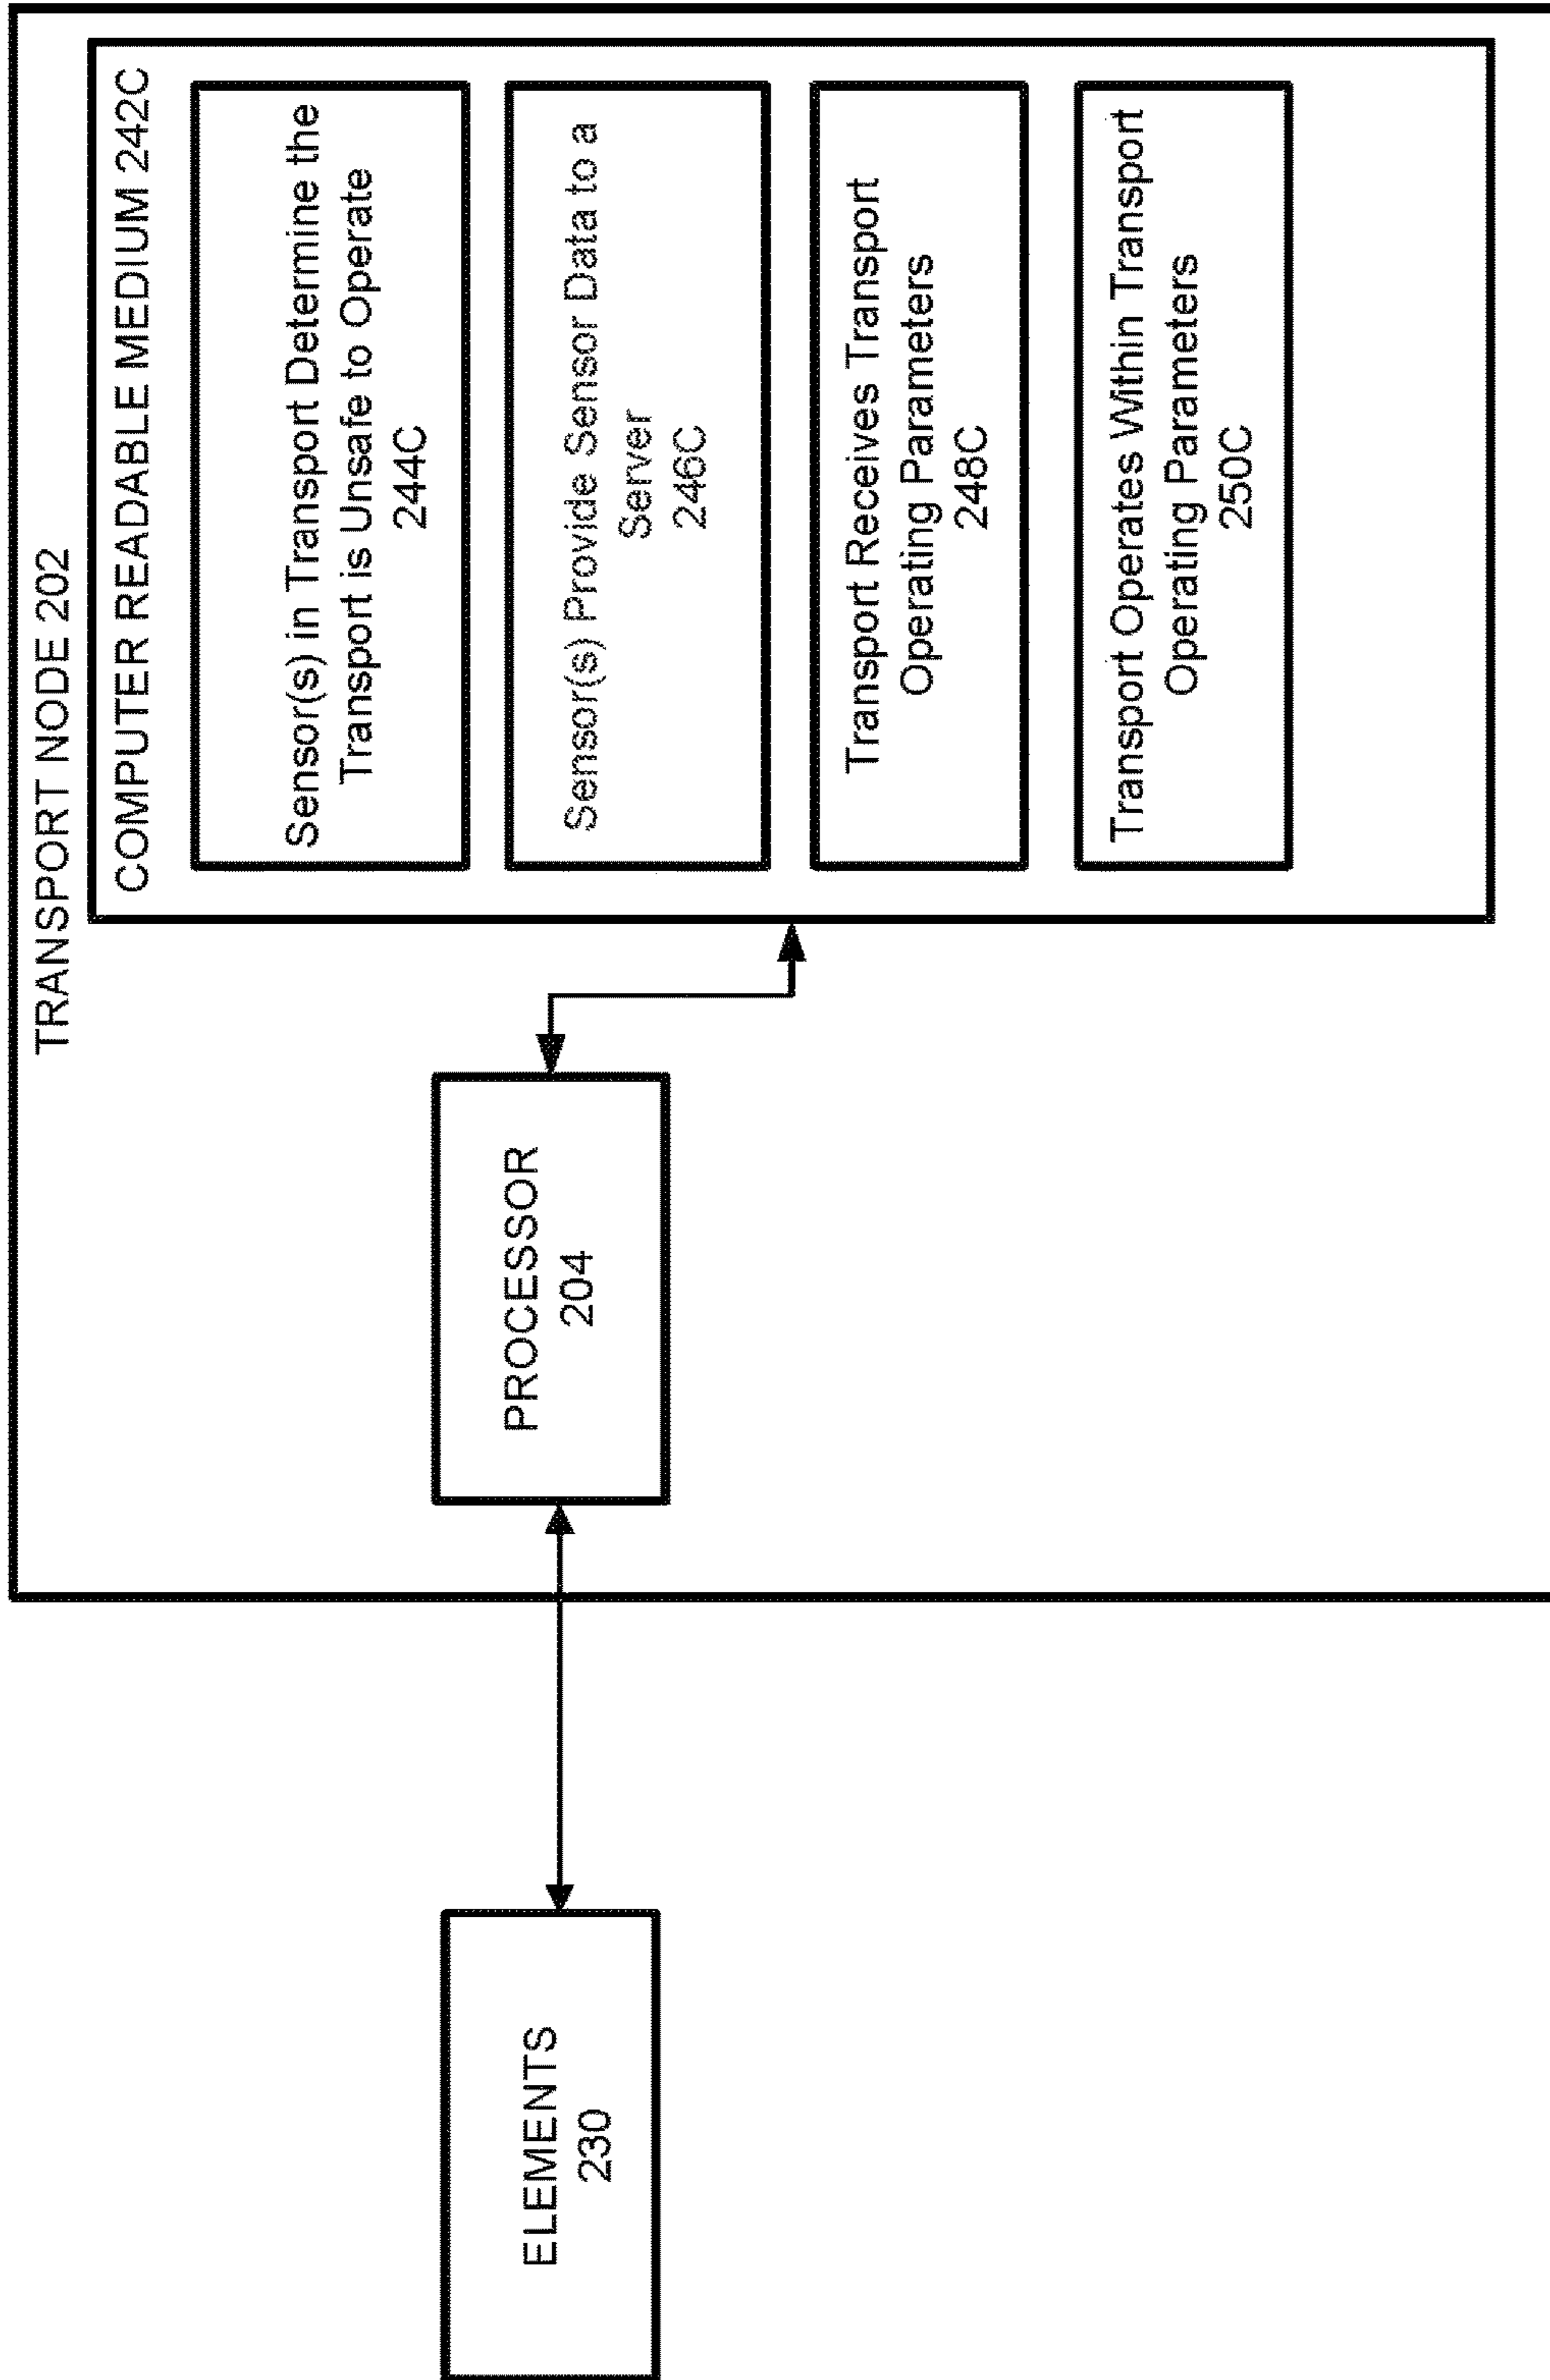 TRANSPORT NODE 202
COMPUTER READABLE MEDIUM 242C
Sensor(s) in Transport Determine the
Transport is Unsafe to Operate
244C
Sensor(s) Provide Sensor Data to a
Server
246C
Transport Receives Transport
Operating Parameters
248C
Transport Operates Within Transport
Operating Parameters
250C
PROCESSOR
204
ELEMENTS
230